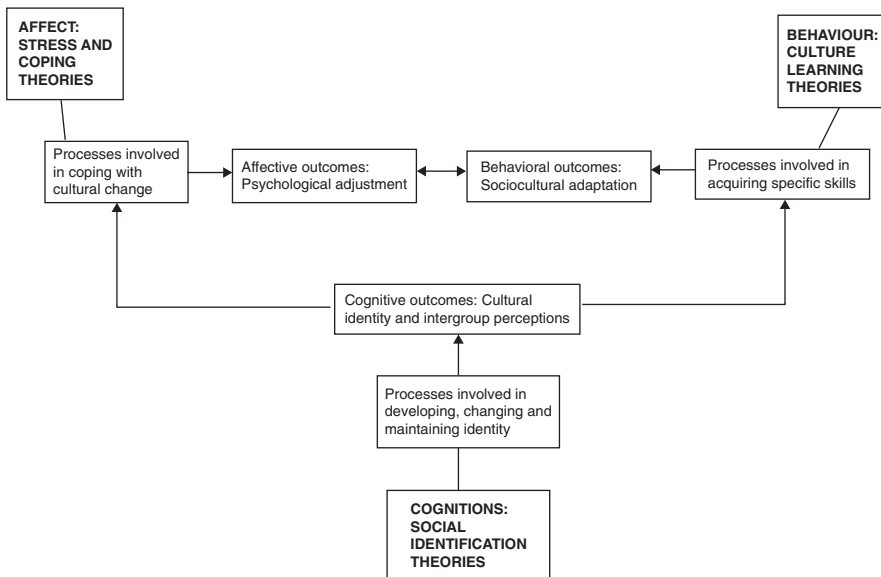 AFFECT:
STRESS AND
COPING
THEORIES
BEHAVIOUR:
CULTURE
LEARNING
THEORIES
Processes involved
in coping with
cultural change
Affective outcomes:
Psychological adjustment
Behavioral outcomes:
Sociocultural adaptation
Processes involved in
acquiring specific skills
Cognitive outcomes: Cultural
identity and intergroup perceptions
Processes involved in
developing, changing and
maintaining identity
COGNITIONS:
SOCIAL
IDENTIFICATION
THEORIES